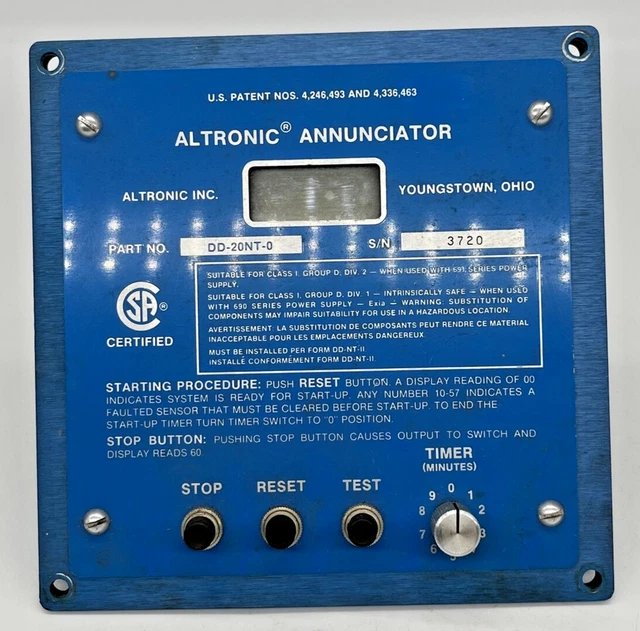 U.S. PATENT NOS. 4,246,493 AND 4,336,463
ALTRONIC® ANNUNCIATOR
ALTRONIC INC.
YOUNGSTOWN, OHIO
PART NO. DD-20NT-0
S/N 3720
SUITABLE FOR CLASS I, GROUP D, DIV. 2 — WHEN USED WITH 691 SERIES POWER
SUPPLY.
SUITABLE FOR CLASS I, GROUP D, DIV. 1 — INTRINSICALLY SAFE — WHEN USED
WITH 690 SERIES POWER SUPPLY — Exia — WARNING: SUBSTITUTION OF
COMPONENTS MAY IMPAIR SUITABILITY FOR USE IN A HAZARDOUS LOCATION.
AVERTISSEMENT: LA SUBSTITUTION DE COMPOSANTS PEUT RENDRE CE MATERIAL
INACCEPTABLE POUR LES EMPLACEMENTS DANGEREUX.
MUST BE INSTALLED PER FORM DD-NT-II
INSTALLÉ CONFORMÉMENT FORM DD-NT-II
SA ®
CERTIFIED
STARTING PROCEDURE: PUSH RESET BUTTON. A DISPLAY READING OF 00
INDICATES SYSTEM IS READY FOR START-UP. ANY NUMBER 10-57 INDICATES A
FAULTED SENSOR THAT MUST BE CLEARED BEFORE START-UP. TO END THE
START-UP TIMER TURN TIMER SWITCH TO "0" POSITION.
STOP BUTTON: PUSHING STOP BUTTON CAUSES OUTPUT TO SWITCH AND
DISPLAY READS 60.
TIMER
(MINUTES)
STOP RESET TEST
0 1 2 3 5 6 7 8 9